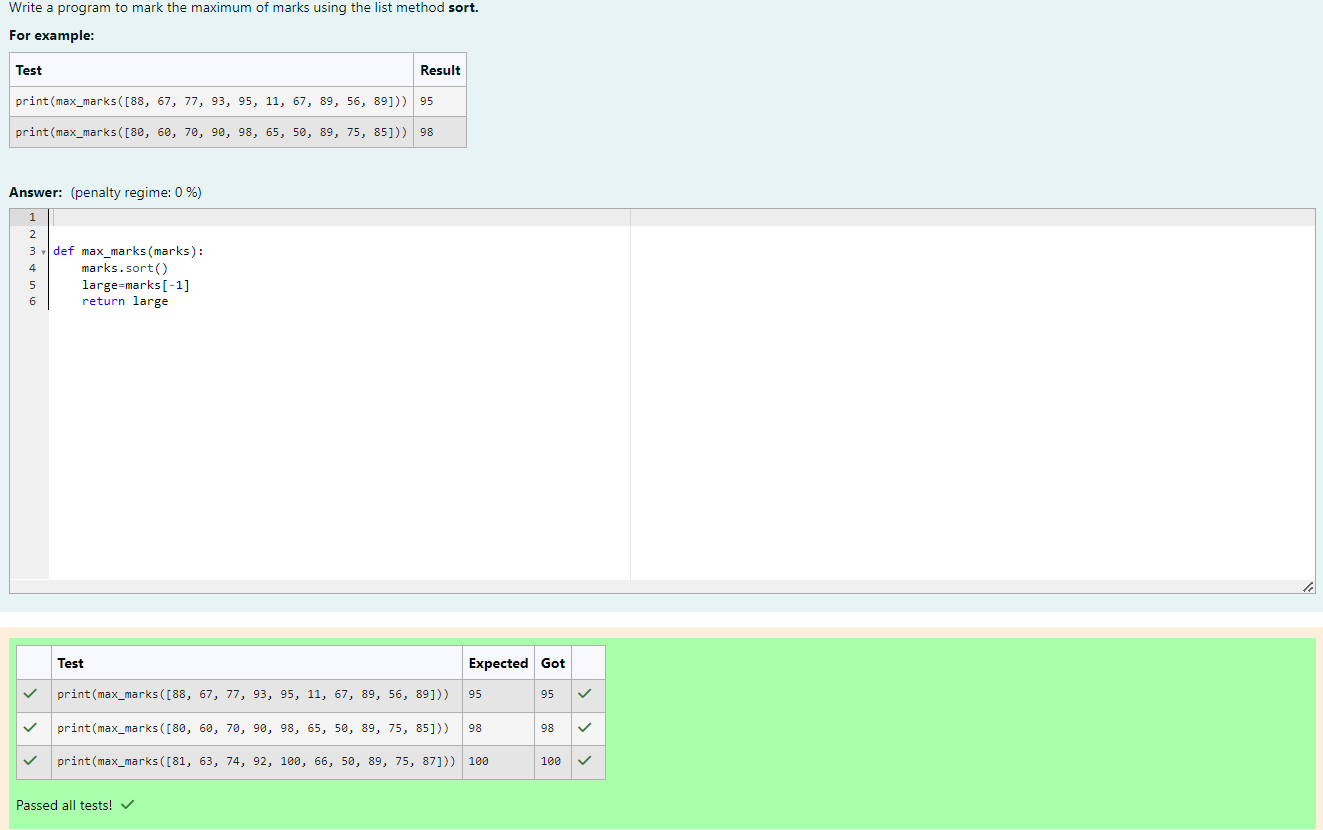 Write a program to mark the maximum of marks using the list method sort.
For example:
Test Result
print(max_marks([88, 67, 77, 93, 95, 11, 67, 89, 56, 89])) 95
print(max_marks([80, 60, 70, 90, 98, 65, 50, 89, 75, 85])) 98
Answer: (penalty regime: 0 %)
1
2
3 def max_marks(marks):
4 marks.sort()
5 large=marks[-1]
6 return large
Test Expected Got
print(max_marks([88, 67, 77, 93, 95, 11, 67, 89, 56, 89])) 95 95
print(max_marks([80, 60, 70, 90, 98, 65, 50, 89, 75, 85])) 98 98
print(max_marks([81, 63, 74, 92, 100, 66, 50, 89, 75, 87])) 100 100
Passed all tests!